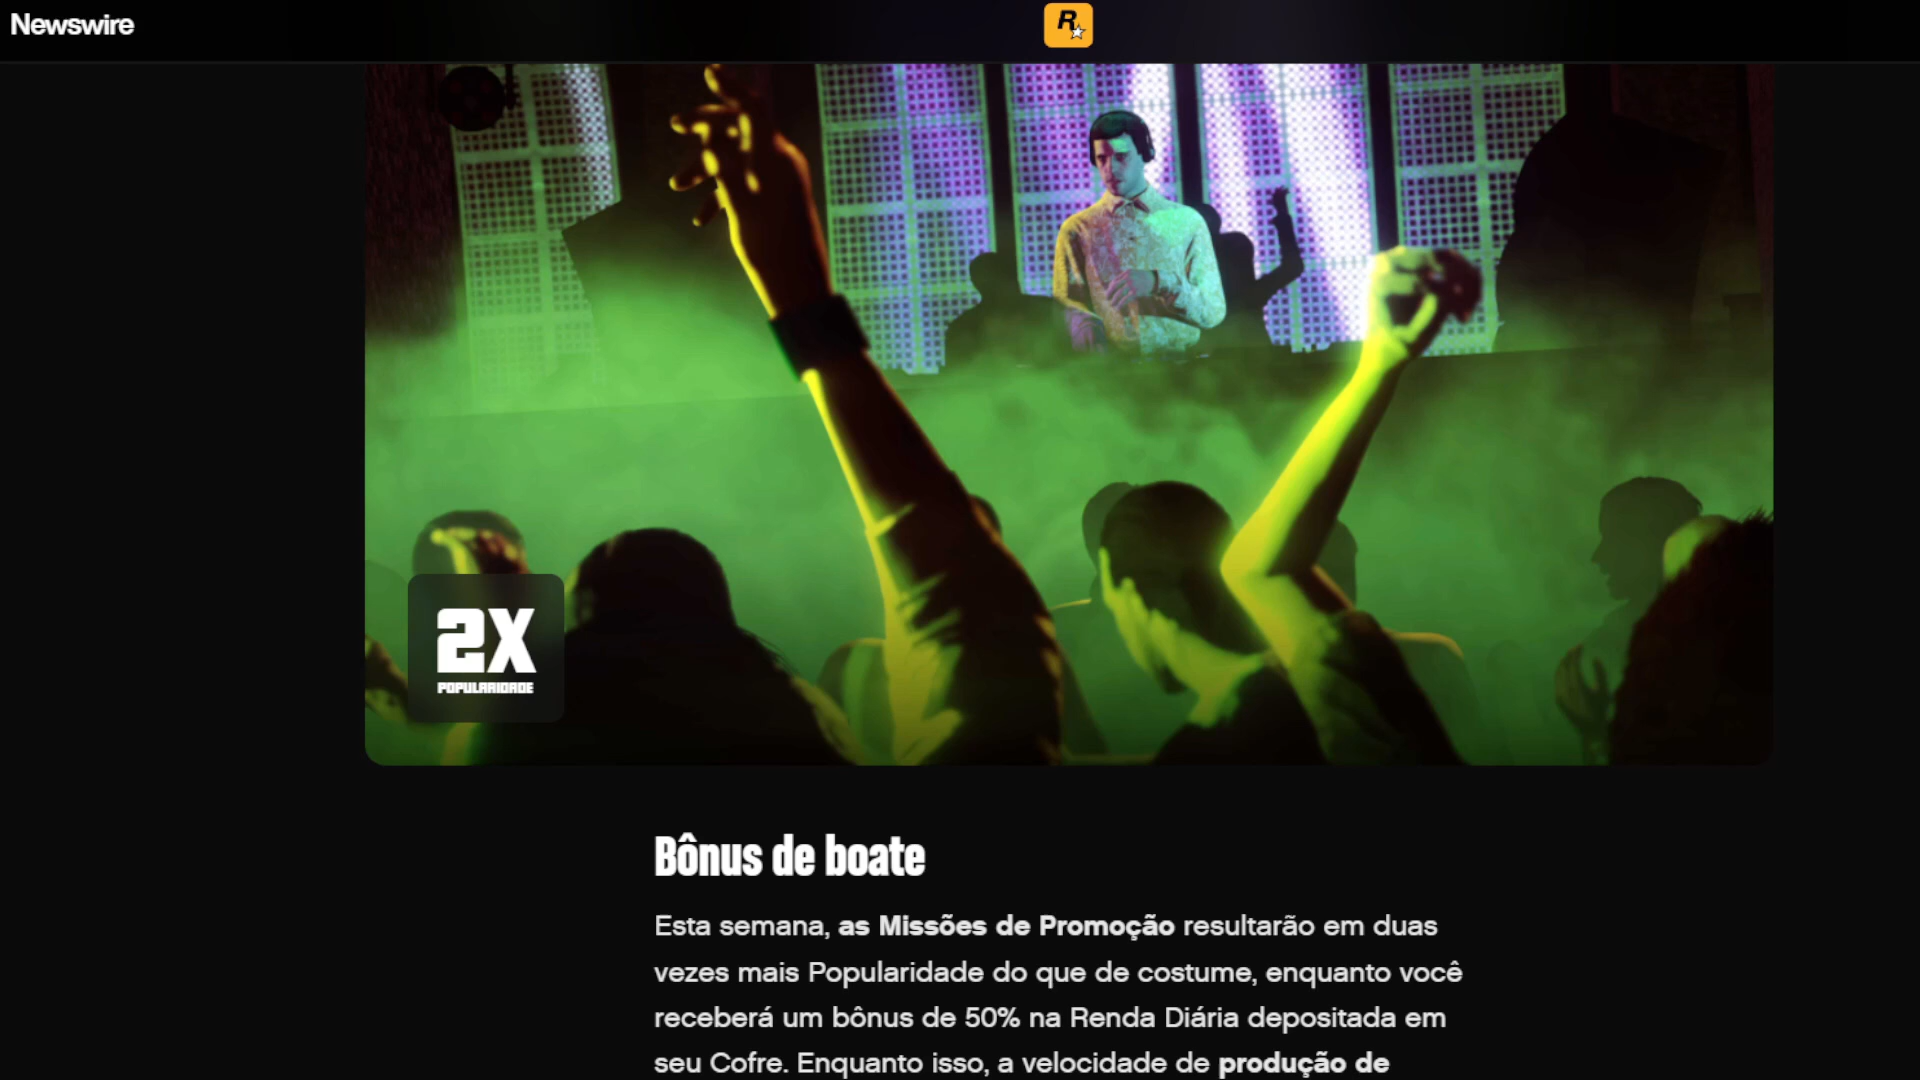 Newswire
R
2X
POPULARIDADE
Bônus de boate
Esta semana, as Missões de Promoção resultarão em duas
vezes mais Popularidade do que de costume, enquanto você
receberá um bônus de 50% na Renda Diária depositada em
seu Cofre. Enquanto isso, a velocidade de produção de